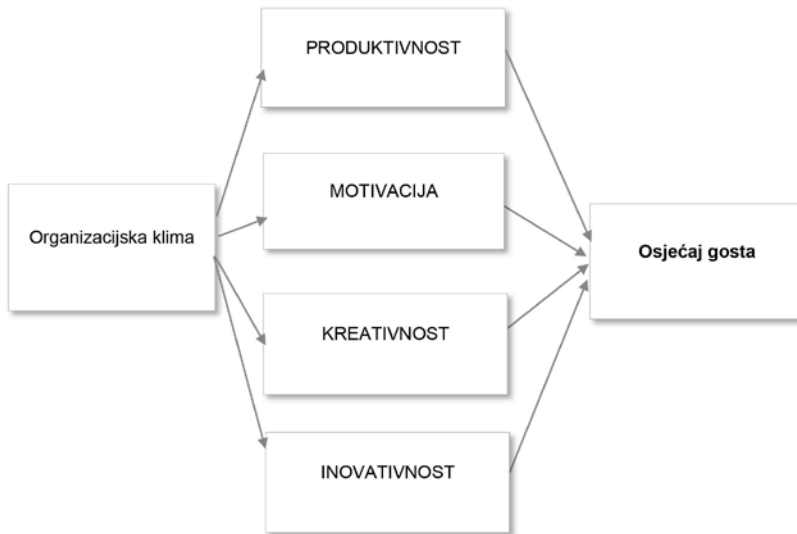 PRODUKTIVNOST
MOTIVACIJA
Organizacijska klima
Osjećaj gosta
KREATIVNOST
INOVATIVNOST